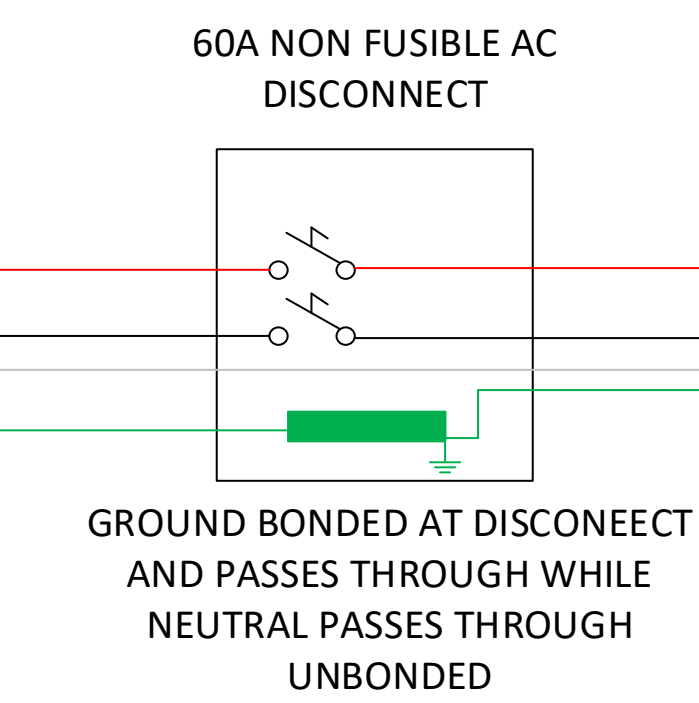 60A NON FUSIBLE AC
DISCONNECT
GROUND BONDED AT DISCONEECT
AND PASSES THROUGH WHILE
NEUTRAL PASSES THROUGH
UNBONDED